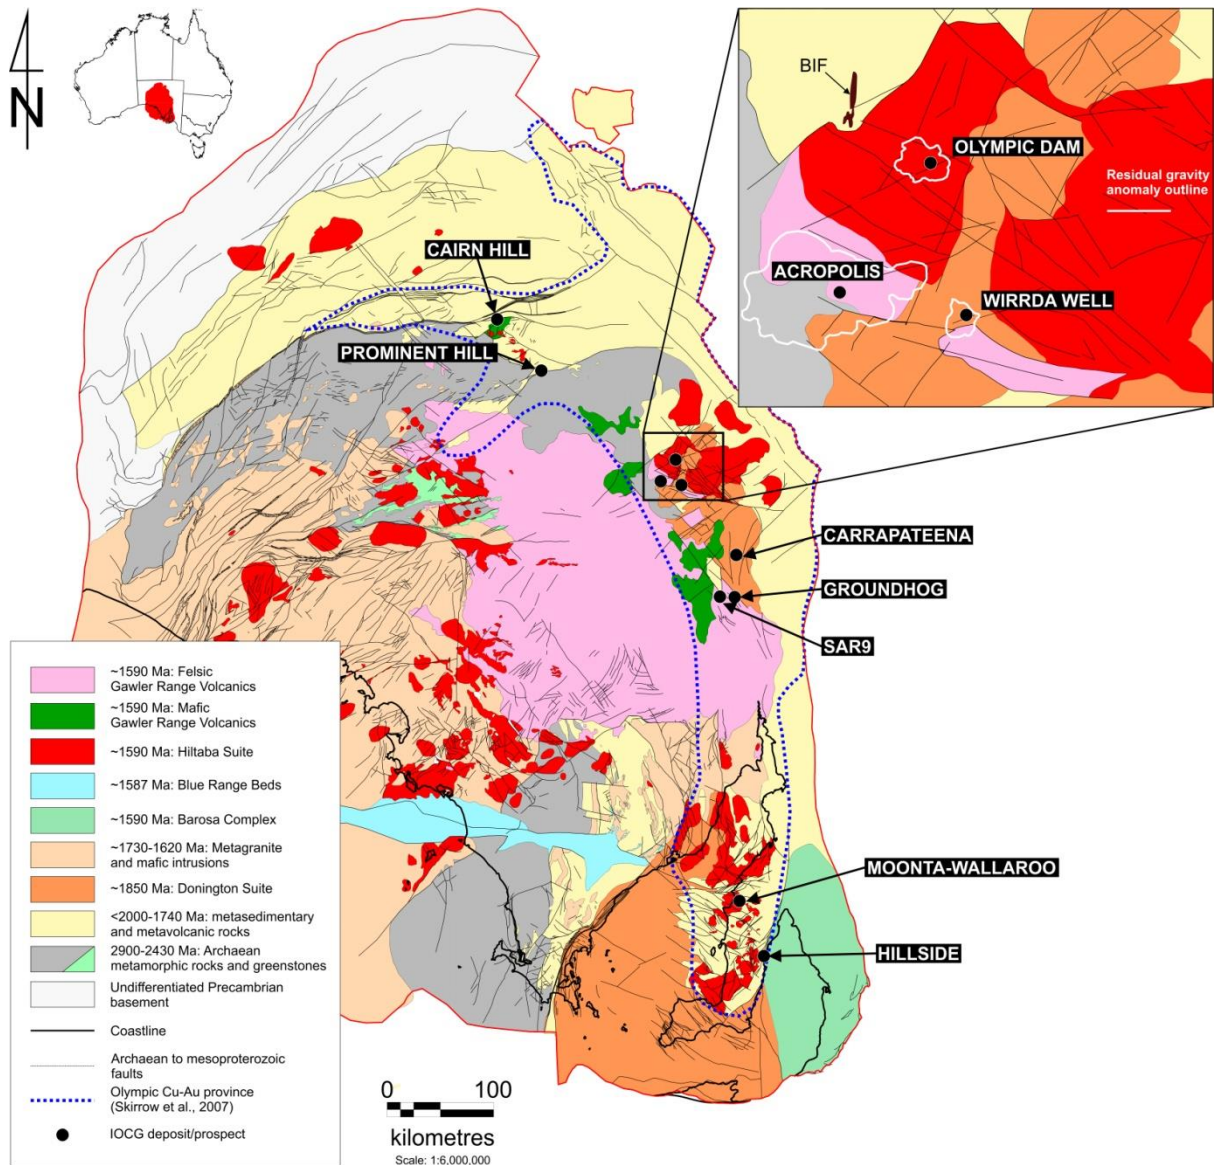 N
BIF
OLYMPIC DAM
Residual gravity
anomaly outline
ACROPOLIS
WIRRDA WELL
CAIRN HILL
PROMINENT HILL
CARRAPATEENA
GROUNDHOG
SAR9
MOONTA-WALLAROO
HILLSIDE
~1590 Ma: Felsic
Gawler Range Volcanics
~1590 Ma: Mafic
Gawler Range Volcanics
~1590 Ma: Hiltaba Suite
~1587 Ma: Blue Range Beds
~1590 Ma: Barosa Complex
~1730-1620 Ma: Metagranite
and mafic intrusions
~1850 Ma: Donington Suite
<2000-1740 Ma: metasedimentary
and metavolcanic rocks
2900-2430 Ma: Archaean
metamorphic rocks and greenstones
Undifferentiated Precambrian
basement
Coastline
Archaean to mesoproterozoic
faults
Olympic Cu-Au province
(Skirrow et al., 2007)
IOCG deposit/prospect
0 100
kilometres
Scale: 1:6,000,000